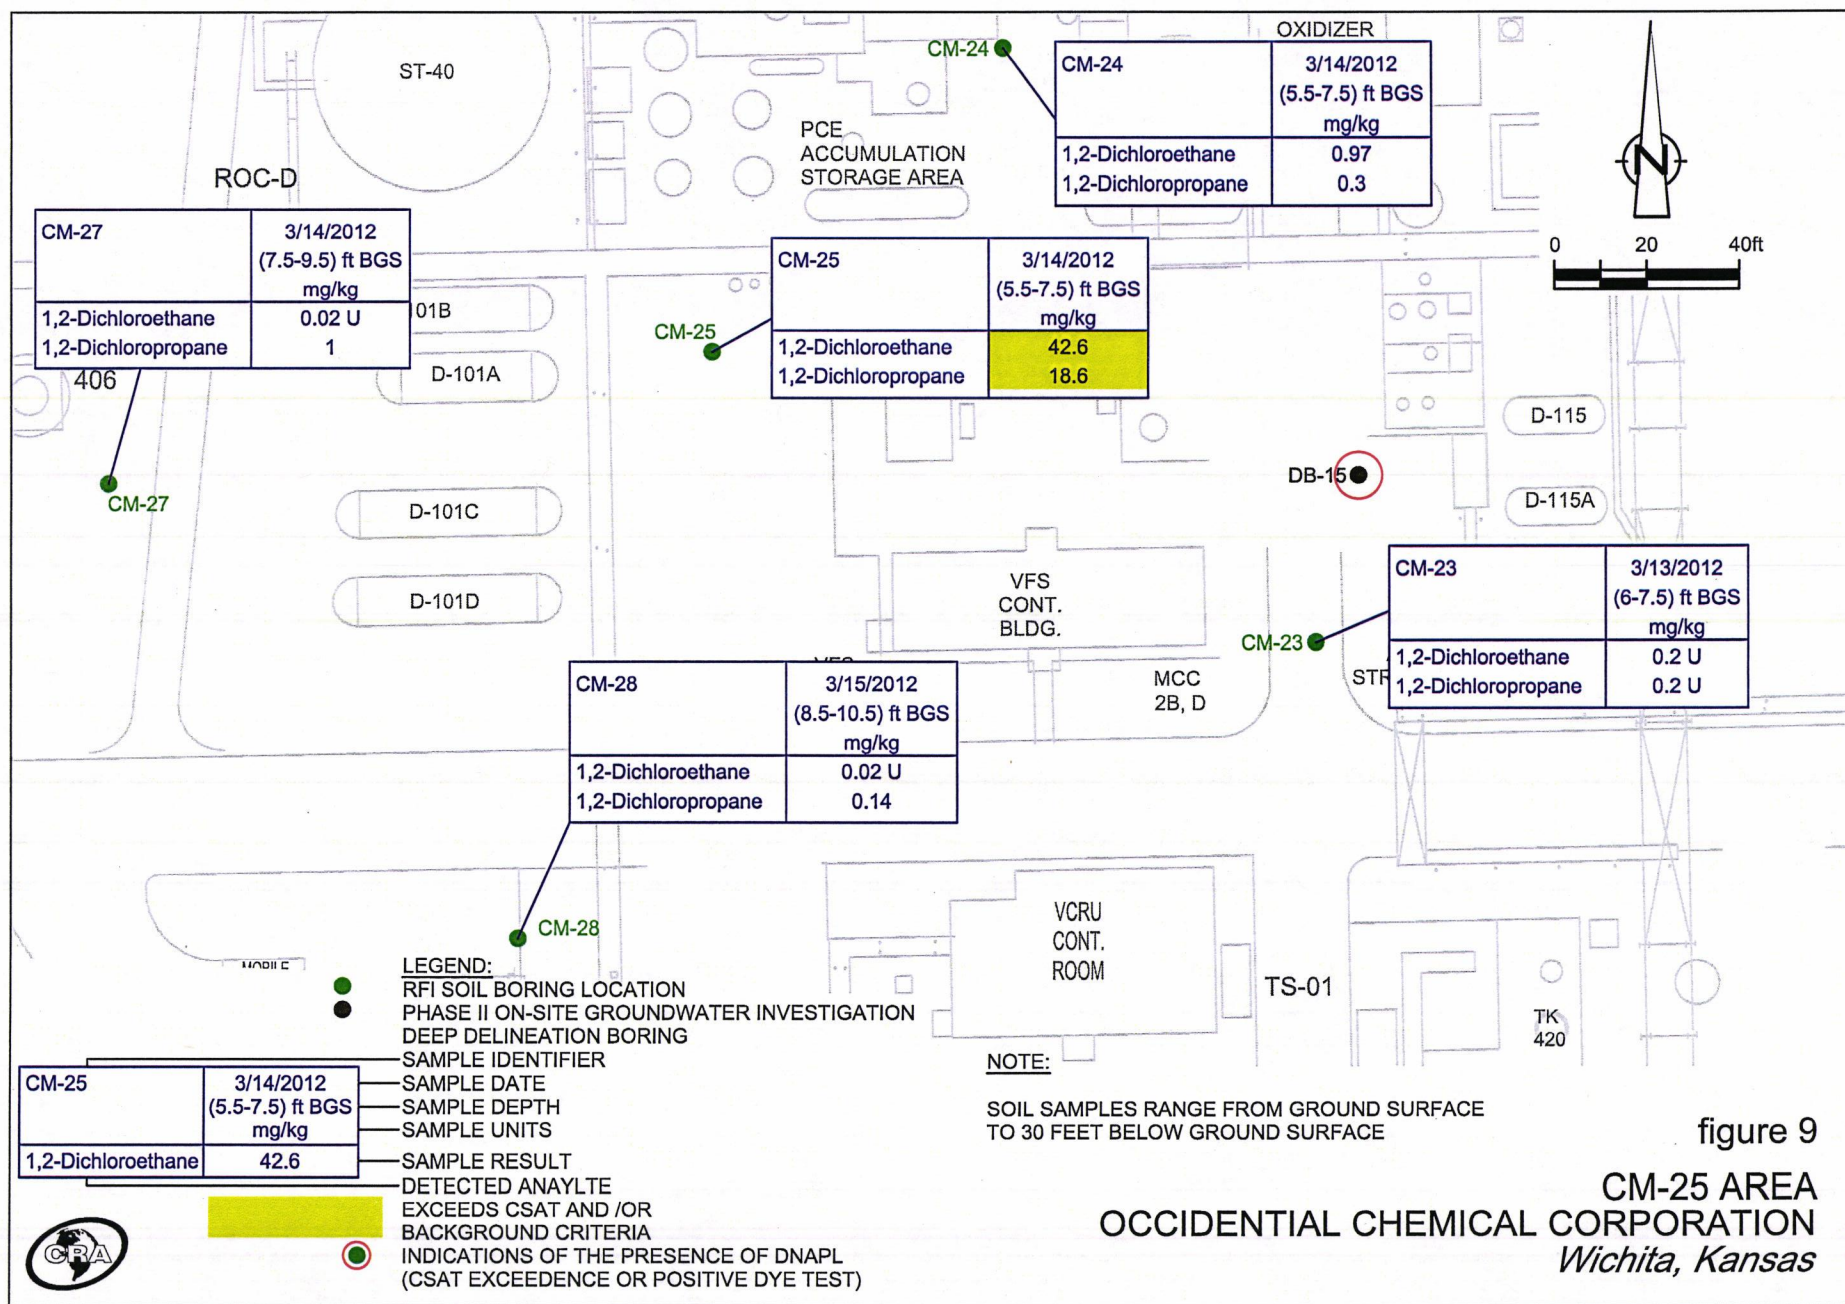 OXIDIZER
ST-40
CM-24
CM-24 3/14/2012
(5.5-7.5) ft BGS
mg/kg
1,2-Dichloroethane 0.97
1,2-Dichloropropane 0.3
PCE
ACCUMULATION
STORAGE AREA
N
ROC-D
0 20 40ft
CM-27 3/14/2012
(7.5-9.5) ft BGS
mg/kg
1,2-Dichloroethane 0.02 U
1,2-Dichloropropane 1
CM-25 3/14/2012
(5.5-7.5) ft BGS
mg/kg
1,2-Dichloroethane 42.6
1,2-Dichloropropane 18.6
101B
CM-25
D-101A
406
D-115
DB-15
CM-27
D-101C
D-115A
D-101D
VFS
CONT.
BLDG.
CM-23
CM-23 3/13/2012
(6-7.5) ft BGS
mg/kg
1,2-Dichloroethane 0.2 U
1,2-Dichloropropane 0.2 U
STR
MCC
2B, D
CM-28 3/15/2012
(8.5-10.5) ft BGS
mg/kg
1,2-Dichloroethane 0.02 U
1,2-Dichloropropane 0.14
CM-28
VCRU
CONT.
ROOM
TS-01
TK
420
MOBILE
LEGEND:
RFI SOIL BORING LOCATION
PHASE II ON-SITE GROUNDWATER INVESTIGATION
DEEP DELINEATION BORING
SAMPLE IDENTIFIER
CM-25 3/14/2012 SAMPLE DATE
(5.5-7.5) ft BGS SAMPLE DEPTH
mg/kg SAMPLE UNITS
1,2-Dichloroethane 42.6 SAMPLE RESULT
DETECTED ANAYLTE
EXCEEDS CSAT AND /OR
BACKGROUND CRITERIA
INDICATIONS OF THE PRESENCE OF DNAPL
(CSAT EXCEEDENCE OR POSITIVE DYE TEST)
CRA
NOTE:
SOIL SAMPLES RANGE FROM GROUND SURFACE
TO 30 FEET BELOW GROUND SURFACE
figure 9
CM-25 AREA
OCCIDENTIAL CHEMICAL CORPORATION
Wichita, Kansas